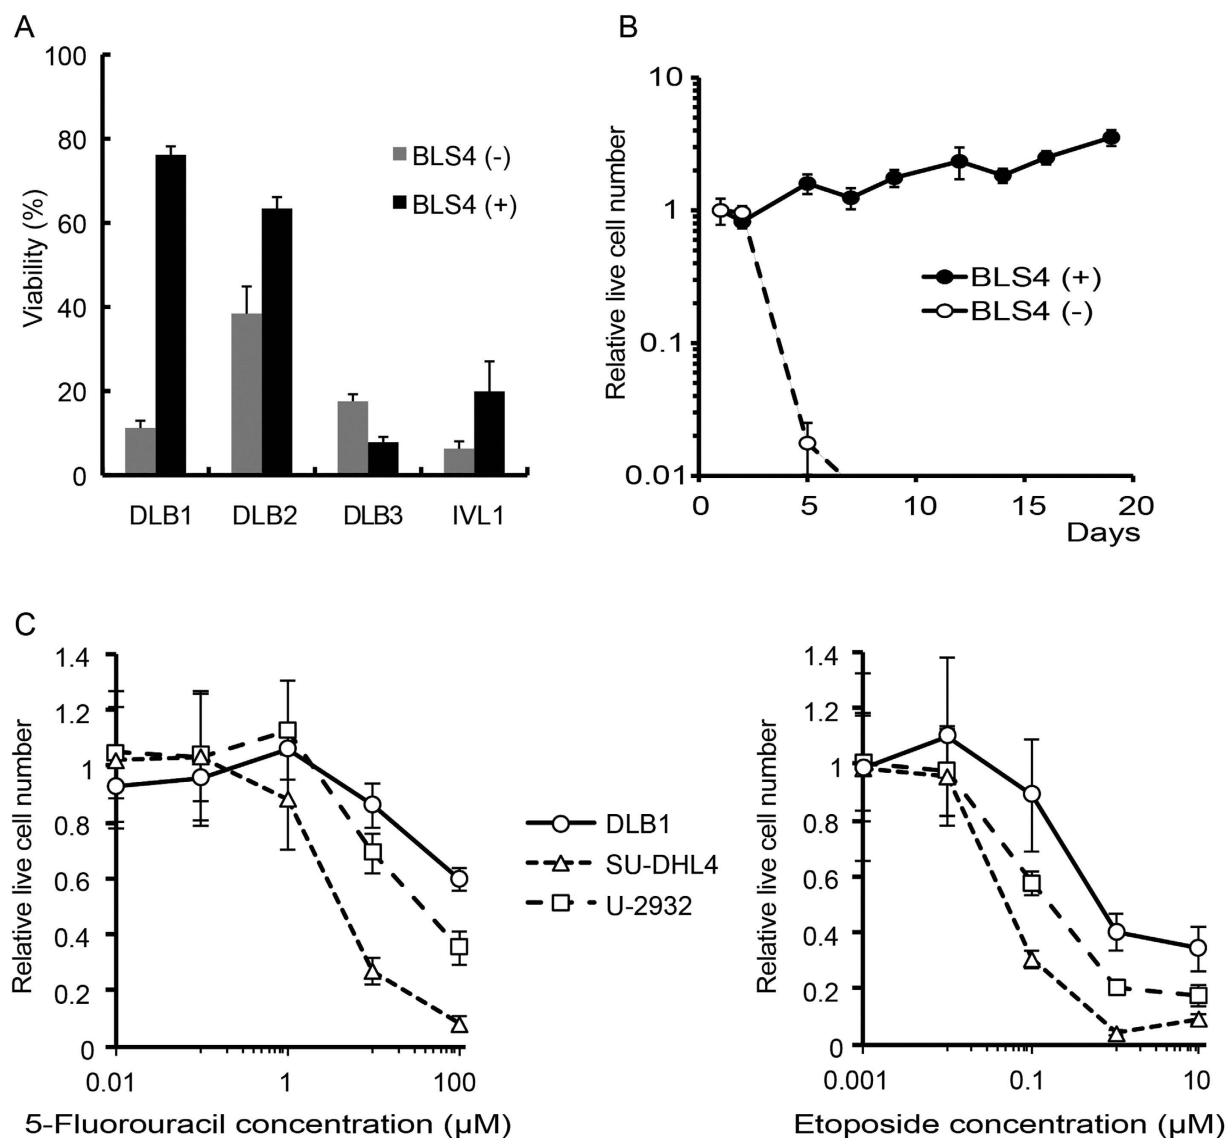 A
100
80
60
40
20
0
Viability (%)
BLS4 (-)
BLS4 (+)
DLB1 DLB2 DLB3 IVL1
B
10
1
0.1
0.01
Relative live cell number
BLS4 (+)
BLS4 (-)
0 5 10 15 20
Days
C
1.4
1.2
1
0.8
0.6
0.4
0.2
0
Relative live cell number
0.01 1 100
5-Fluorouracil concentration (µM)
DLB1
SU-DHL4
U-2932
1.4
1.2
1
0.8
0.6
0.4
0.2
0
Relative live cell number
0.001 0.1 10
Etoposide concentration (µM)